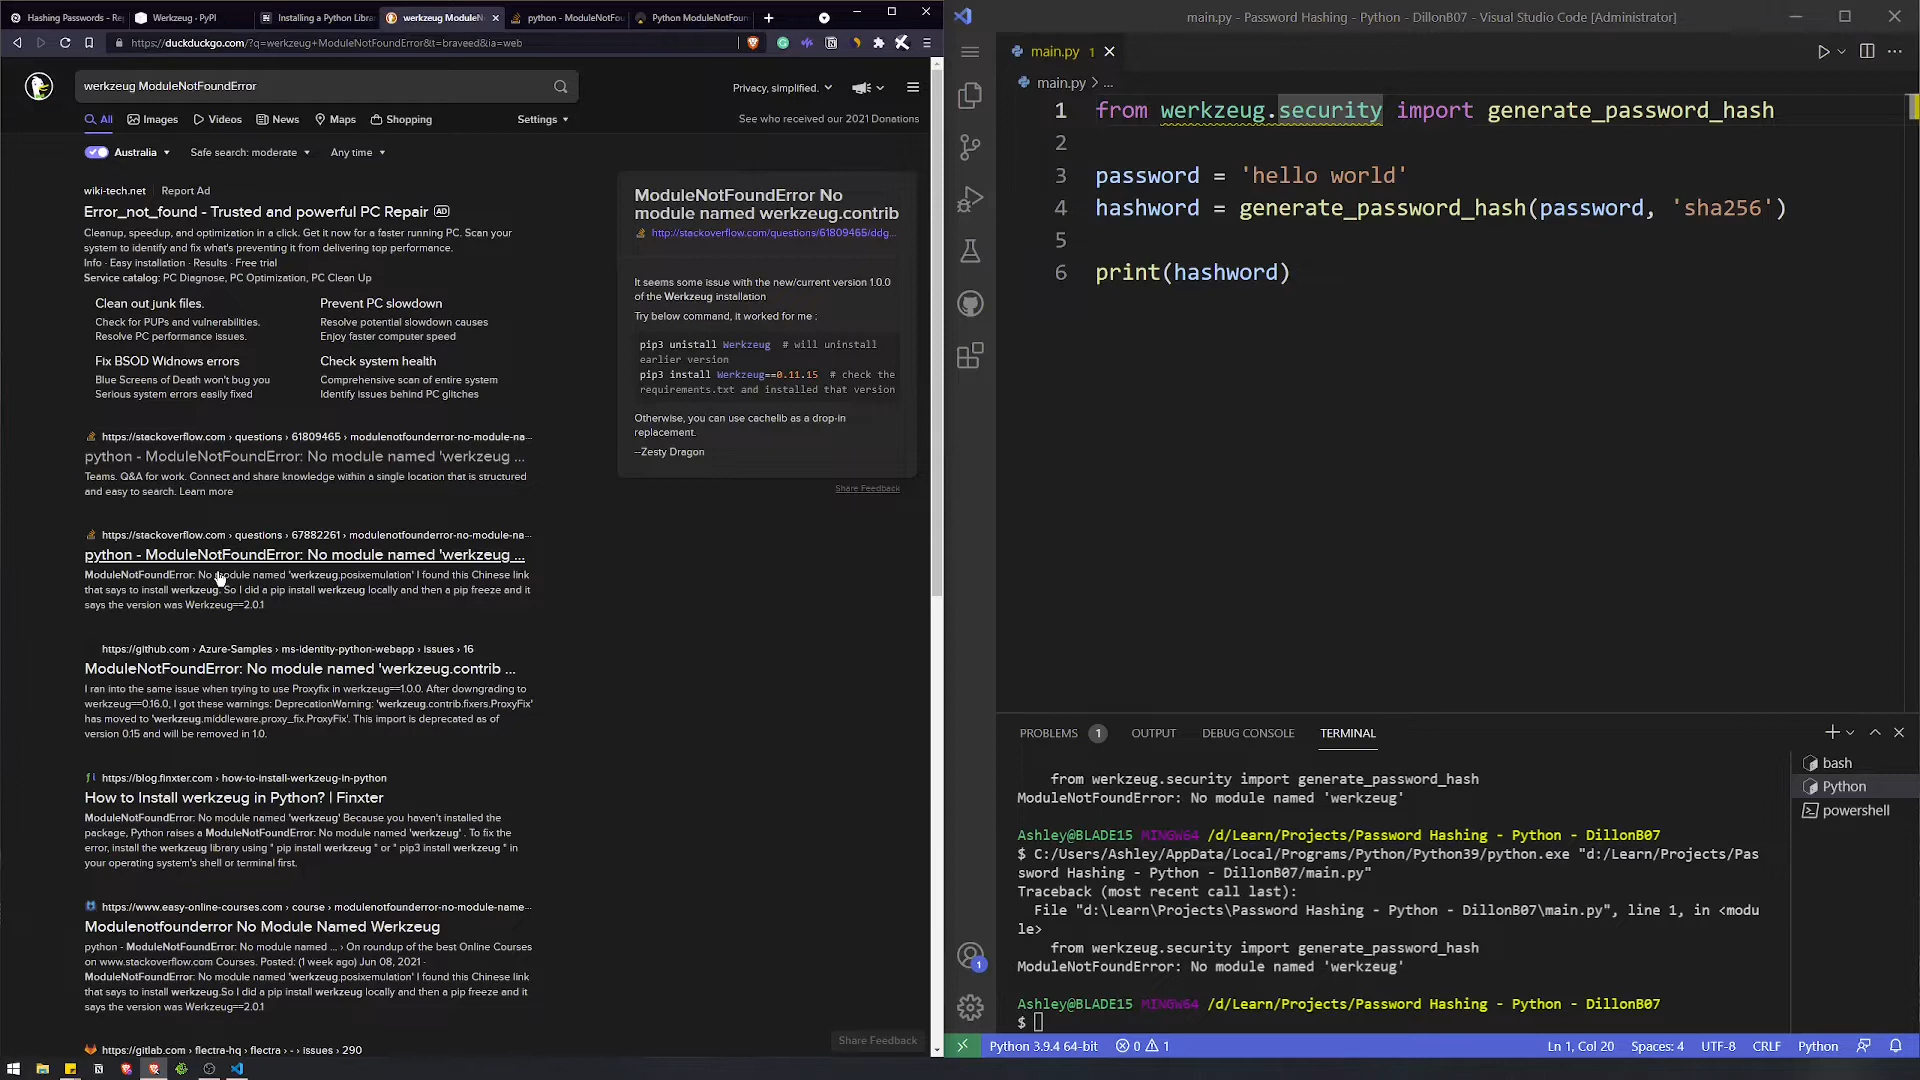 Hashing Passwords - Rep
Werkzeug · PyPI
Installing a Python Libra
werkzeug ModuleN
python - ModuleNotFou
Python ModuleNotFoun
https://duckduckgo.com/?q=werkzeug+ModuleNotFoundError&t=braveed&ia=web
werkzeug ModuleNotFoundError
Privacy, simplified.
All
Images
Videos
News
Maps
Shopping
Settings
See who received our 2021 Donations
Australia
Safe search: moderate
Any time
wiki-tech.net
Report Ad
Error_not_found - Trusted and powerful PC Repair AD
Cleanup, speedup, and optimization in a click. Get it now for a faster running PC. Scan your
system to identify and fix what's preventing it from delivering top performance.
Info · Easy installation · Results · Free trial
Service catalog: PC Diagnose, PC Optimization, PC Clean Up
Clean out junk files.
Check for PUPs and vulnerabilities.
Resolve PC performance issues.
Prevent PC slowdown
Resolve potential slowdown causes
Enjoy faster computer speed
Fix BSOD Widnows errors
Blue Screens of Death won't bug you
Serious system errors easily fixed
Check system health
Comprehensive scan of entire system
Identify issues behind PC glitches
https://stackoverflow.com › questions › 61809465 › modulenotfounderror-no-module-na...
python - ModuleNotFoundError: No module named 'werkzeug ...
Teams. Q&A for work. Connect and share knowledge within a single location that is structured
and easy to search. Learn more
https://stackoverflow.com › questions › 67882261 › modulenotfounderror-no-module-na...
python - ModuleNotFoundError: No module named 'werkzeug ...
ModuleNotFoundError: No module named 'werkzeug.posixemulation' I found this Chinese link
that says to install werkzeug. So I did a pip install werkzeug locally and then a pip freeze and it
says the version was Werkzeug==2.0.1
https://github.com › Azure-Samples › ms-identity-python-webapp › issues › 16
ModuleNotFoundError: No module named 'werkzeug.contrib ...
I ran into the same issue when trying to use Proxyfix in werkzeug==1.0.0. After downgrading to
werkzeug==0.16.0, I got these warnings: DeprecationWarning: 'werkzeug.contrib.fixers.ProxyFix'
has moved to 'werkzeug.middleware.proxy_fix.ProxyFix'. This import is deprecated as of
version 0.15 and will be removed in 1.0.
https://blog.finxter.com › how-to-install-werkzeug-in-python
How to Install werkzeug in Python? | Finxter
ModuleNotFoundError: No module named 'werkzeug' Because you haven't installed the
package, Python raises a ModuleNotFoundError: No module named 'werkzeug' . To fix the
error, install the werkzeug library using " pip install werkzeug " or " pip3 install werkzeug " in
your operating system's shell or terminal first.
https://www.easy-online-courses.com › course › modulenotfounderror-no-module-name...
Modulenotfounderror No Module Named Werkzeug
python - ModuleNotFoundError: No module named ... › On roundup of the best Online Courses
on www.stackoverflow.com Courses. Posted: (1 week ago) Jun 08, 2021 ·
ModuleNotFoundError: No module named 'werkzeug.posixemulation' I found this Chinese link
that says to install werkzeug.So I did a pip install werkzeug locally and then a pip freeze and it
says the version was Werkzeug==2.0.1
https://gitlab.com › flectra-hq › flectra › - › issues › 290
ModuleNotFoundError No
module named werkzeug.contrib
http://stackoverflow.com/questions/61809465/ddg...
It seems some issue with the new/current version 1.0.0
of the Werkzeug installation
Try below command, it worked for me :
pip3 unistall Werkzeug # will uninstall
earlier version
pip3 install Werkzeug==0.11.15 # check the
requirements.txt and installed that version
Otherwise, you can use cachelib as a drop-in
replacement.
–Zesty Dragon
Share Feedback
Share Feedback
main.py - Password Hashing - Python - DillonB07 - Visual Studio Code [Administrator]
main.py 1
main.py > ...
1 from werkzeug.security import generate_password_hash
2
3 password = 'hello world'
4 hashword = generate_password_hash(password, 'sha256')
5
6 print(hashword)
PROBLEMS 1
OUTPUT
DEBUG CONSOLE
TERMINAL
from werkzeug.security import generate_password_hash
ModuleNotFoundError: No module named 'werkzeug'
Ashley@BLADE15 MINGW64 /d/Learn/Projects/Password Hashing - Python - DillonB07
$ C:/Users/Ashley/AppData/Local/Programs/Python/Python39/python.exe "d:/Learn/Projects/Pas
sword Hashing - Python - DillonB07/main.py"
Traceback (most recent call last):
File "d:\Learn\Projects\Password Hashing - Python - DillonB07\main.py", line 1, in <modu
le>
from werkzeug.security import generate_password_hash
ModuleNotFoundError: No module named 'werkzeug'
Ashley@BLADE15 MINGW64 /d/Learn/Projects/Password Hashing - Python - DillonB07
$
bash
Python
powershell
1
Python 3.9.4 64-bit
0
1
Ln 1, Col 20
Spaces: 4
UTF-8
CRLF
Python